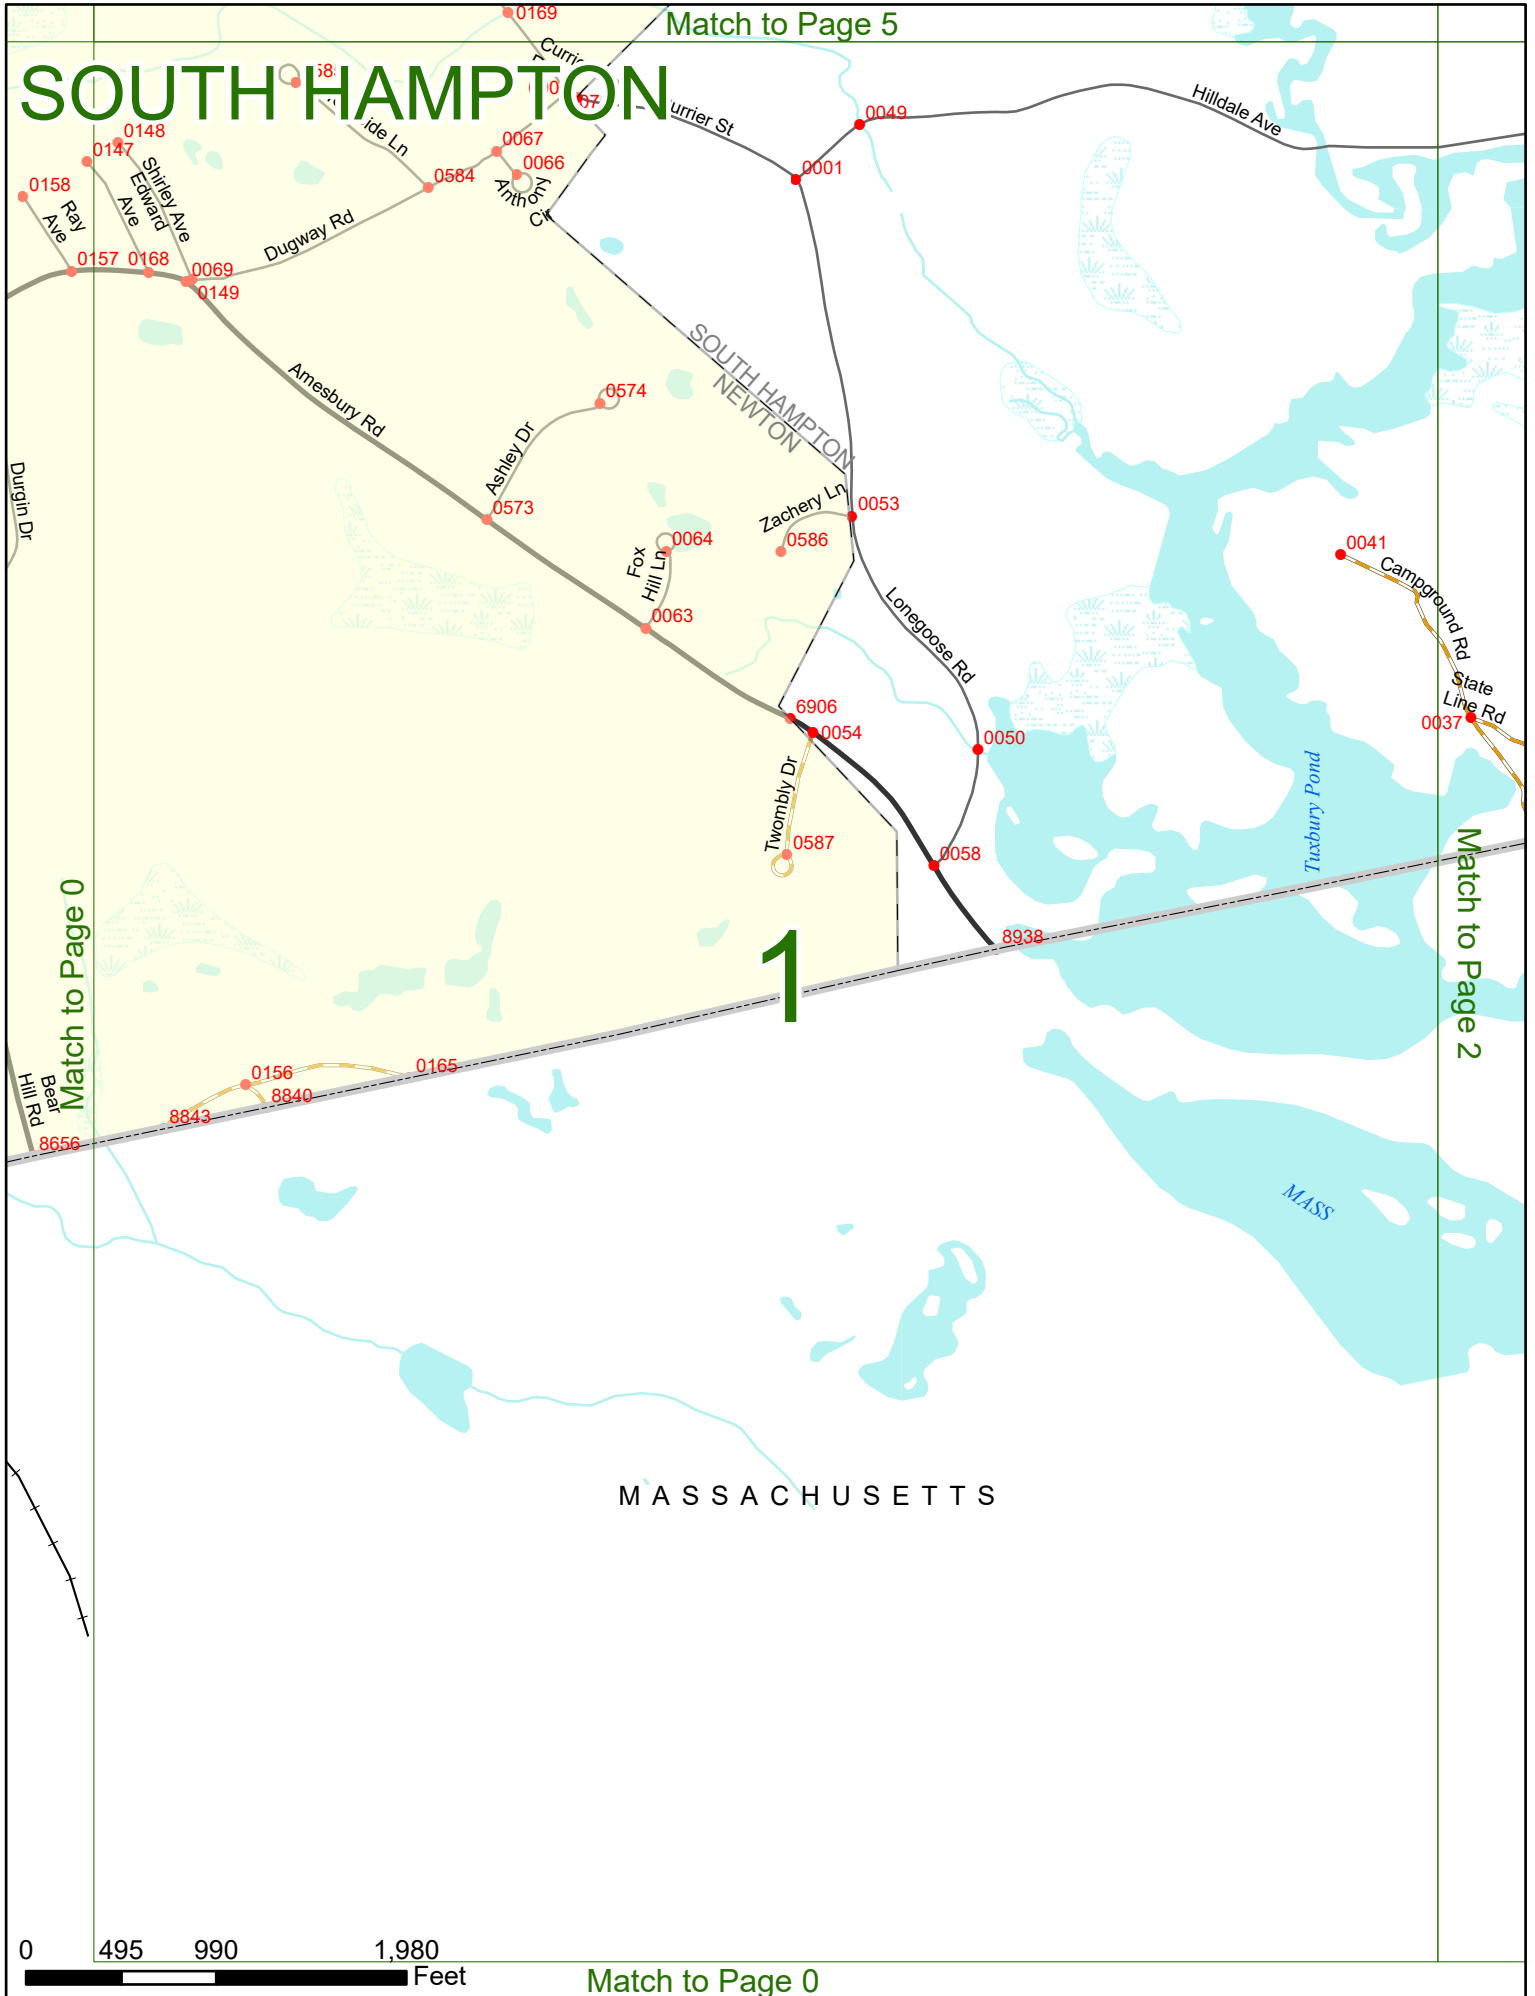 Match to Page 5
SOUTH HAMPTON
0169
Currier St
0049
Hilldale Ave
0001
0148
0147
0158
Ray
Ave
Shirley Ave
Edward
Ave
0067
0066
Anthony
Cir
0584
Dugway Rd
0157
0168
0069
0149
Amesbury Rd
SOUTH HAMPTON
NEWTON
0574
Ashley Dr
0573
Durgin Dr
Zachery Ln
0053
0586
Fox
Hill Ln
0064
0063
0041
Campground Rd
State
Line Rd
0037
Lonegoose Rd
6906
0054
0050
Twombly Dr
0587
0058
Tuxbury Pond
8938
Match to Page 0
Match to Page 2
1
0165
0156
8840
8843
Bear
Hill Rd
8656
MASS
MASSACHUSETTS
0 495 990 1,980
Feet
Match to Page 0